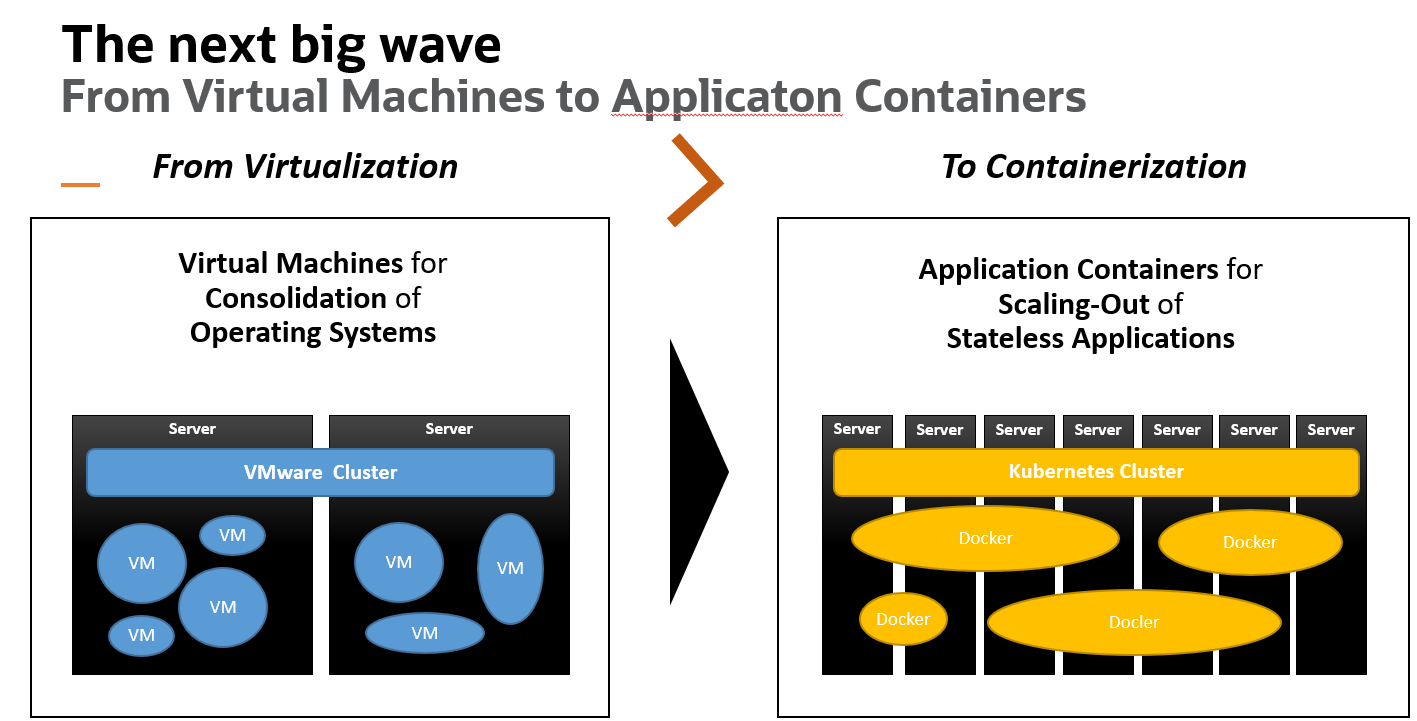 The next big wave
From Virtual Machines to Applicaton Containers
From Virtualization
To Containerization
Virtual Machines for
Consolidation of
Operating Systems
Server
Server
VMware Cluster
VM
VM
VM
VM
VM
VM
VM
Application Containers for
Scaling-Out of
Stateless Applications
Server
Server
Server
Server
Server
Server
Server
Kubernetes Cluster
Docker
Docker
Docker
Docler